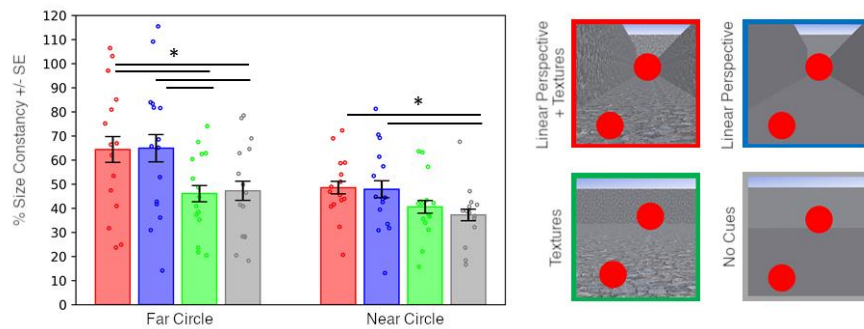 % Size Constancy +/- SE
120
110
100
90
80
70
60
50
40
30
20
10
0
*
*
Far Circle
Near Circle
Linear Perspective
+ Textures
Linear Perspective
Textures
No Cues